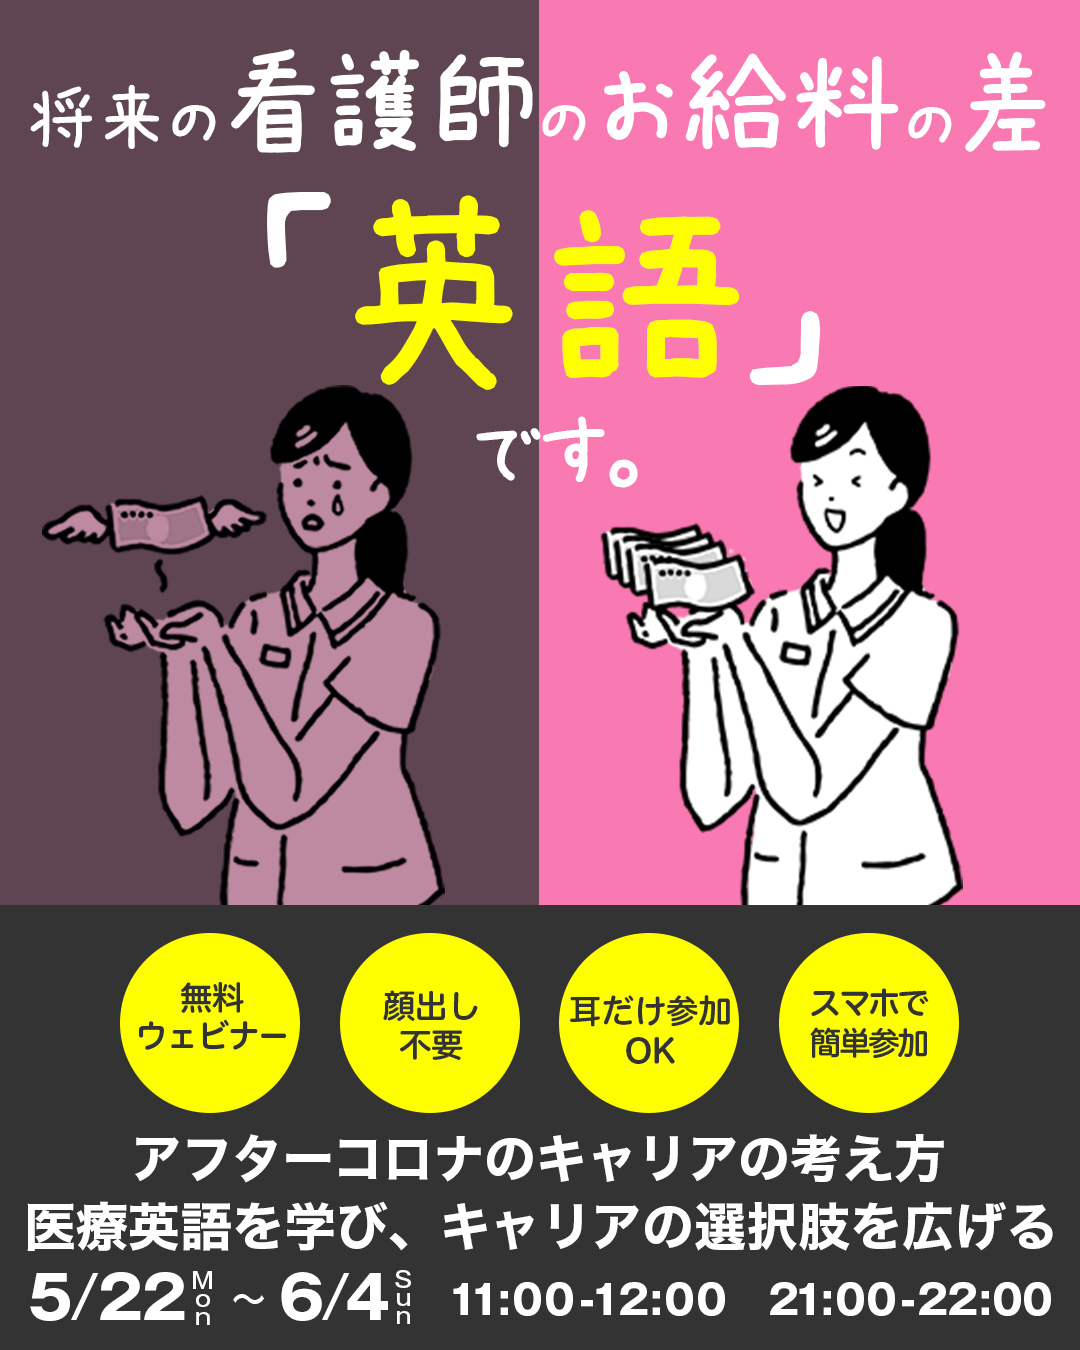 将来の看護師のお給料の差
「英語」
です。
無料
ウェビナー
顔出し
不要
耳だけ参加
OK
スマホで
簡単参加
アフターコロナのキャリアの考え方
医療英語を学び、キャリアの選択肢を広げる
5/22 Mon ～ 6/4 Sun 11:00-12:00 21:00-22:00